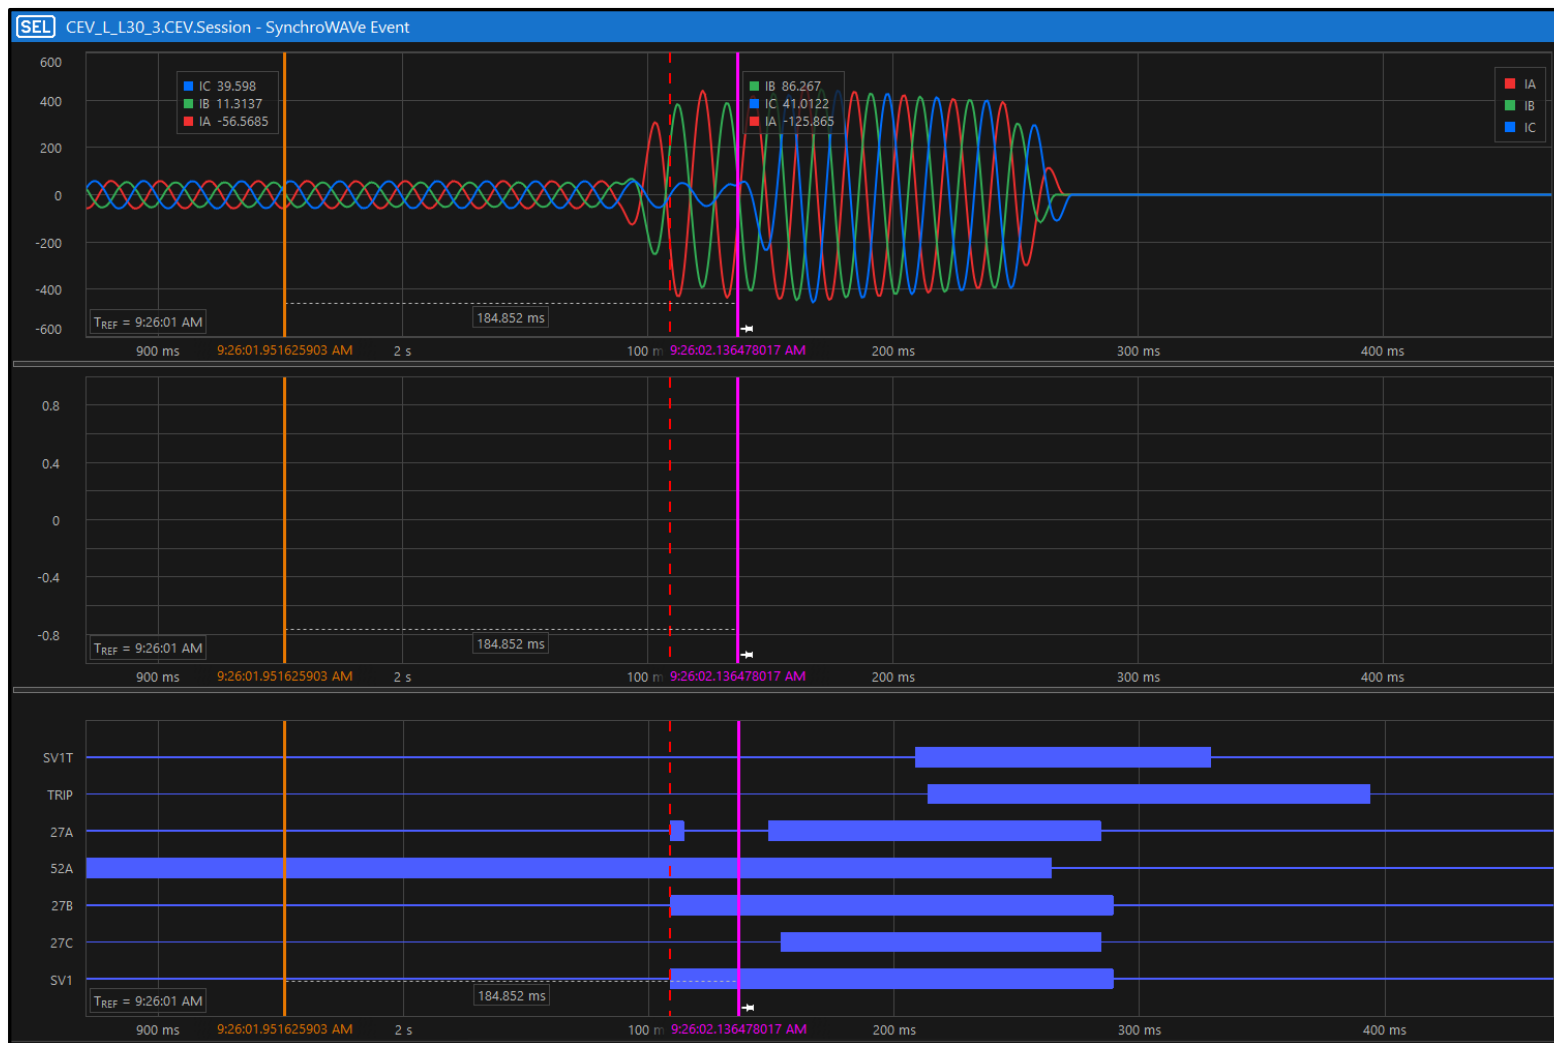 SEL CEV_L_L30_3.CEV.Session - SynchroWAVe Event
600
400
200
0
-200
-400
-600
IC 39.598
IB 11.3137
IA -56.5685
IB 86.267
IC 41.0122
IA -125.865
IA
IB
IC
TREF = 9:26:01 AM
184.852 ms
900 ms 9:26:01.951625903 AM 2 s 100 m 9:26:02.136478017 AM 200 ms 300 ms 400 ms
0.8
0.4
0
-0.4
-0.8
TREF = 9:26:01 AM
184.852 ms
900 ms 9:26:01.951625903 AM 2 s 100 m 9:26:02.136478017 AM 200 ms 300 ms 400 ms
SV1T
TRIP
27A
52A
27B
27C
SV1
TREF = 9:26:01 AM
184.852 ms
900 ms 9:26:01.951625903 AM 2 s 100 m 9:26:02.136478017 AM 200 ms 300 ms 400 ms